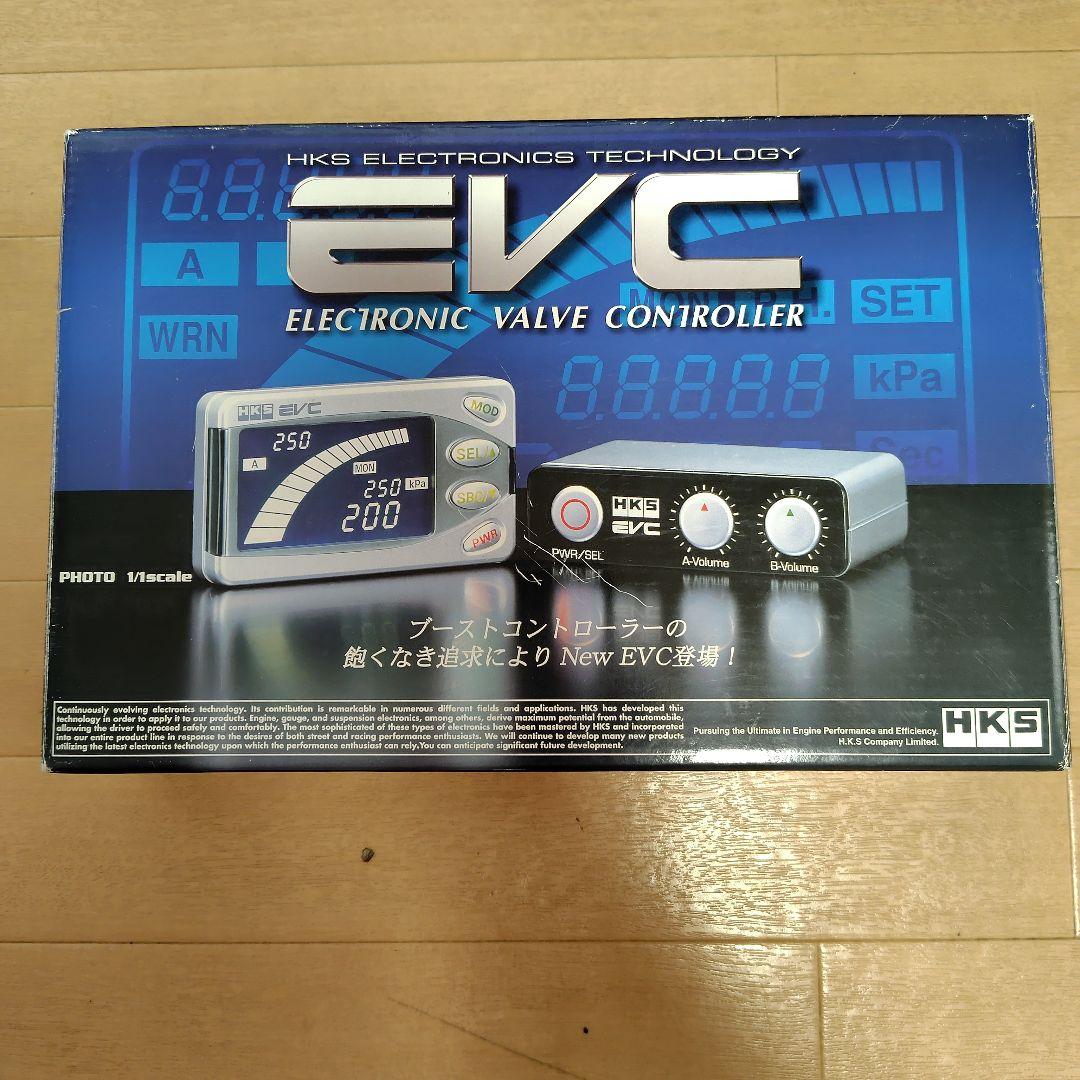 HKS ELECTRONICS TECHNOLOGY
EVC
ELECTRONIC VALVE CONTROLLER
A
WRN
MON
SET
88888
kPa
Sec
HKS EVC
250
A
MON
250 kPa
200
MOD
SEL/▲
SBC/▼
PWR
HKS
EVC
PWR/SEL
A-Volume
B-Volume
PHOTO 1/1scale
ブーストコントローラーの
飽くなき追求により New EVC登場！
Continuously evolving electronics technology. Its contribution is remarkable in numerous different fields and applications. HKS has developed this
technology in order to apply it to our products. Engine, gauge, and suspension electronics, among others, derive maximum potential from the automobile,
allowing the driver to proceed safely and comfortably. The most sophisticated of these types of electronics have been mastered by HKS and incorporated
into our entire product line in response to the desires of both street and racing performance enthusiasts. We will continue to develop many new products
utilizing the latest electronics technology upon which the performance enthusiast can rely.You can anticipate significant future development.
Pursuing the Ultimate in Engine Performance and Efficiency.
H.K.S Company Limited.
HKS